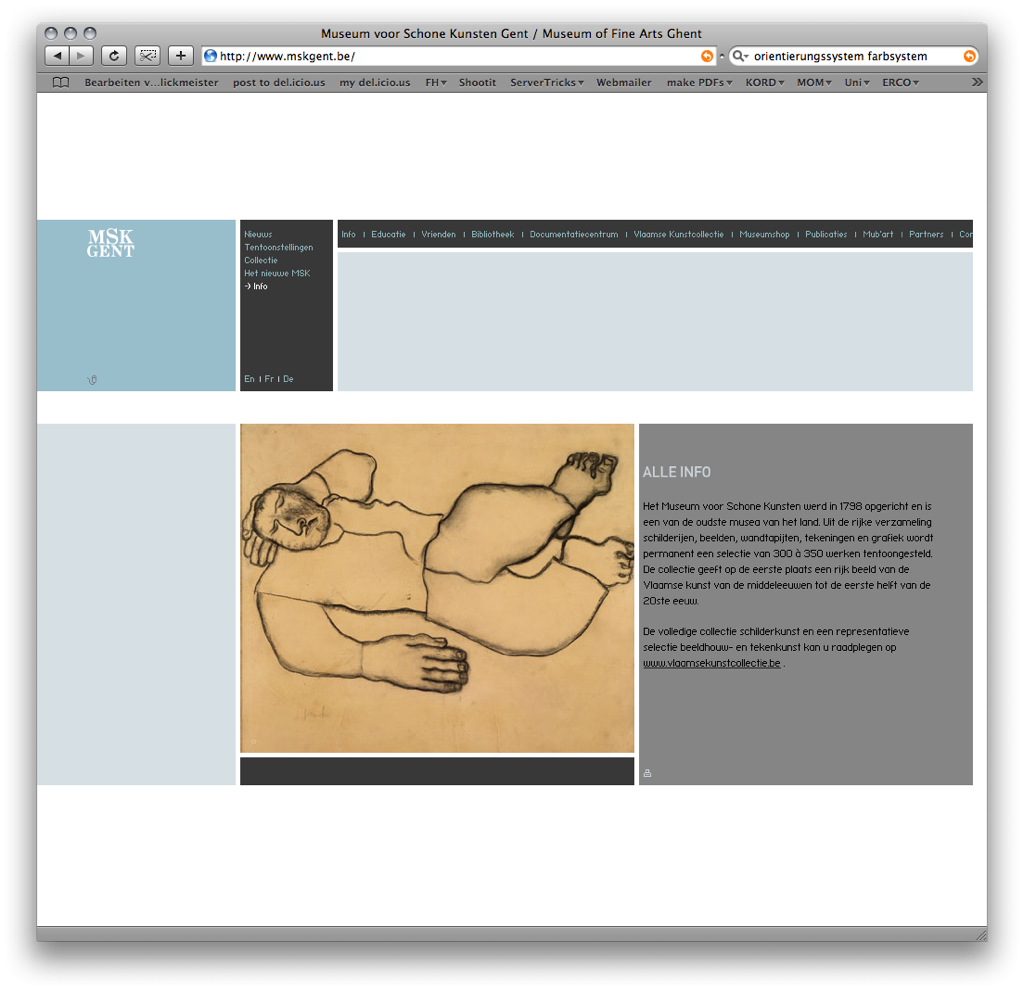 Museum voor Schone Kunsten Gent / Museum of Fine Arts Ghent
http://www.mskgent.be/
orientierungssystem farbsystem
Bearbeiten v...lickmeister post to del.icio.us my del.icio.us FH Shootit ServerTricks Webmailer make PDFs KORD MOM Uni ERCO
MSK
GENT
Nieuws
Tentoonstellingen
Collectie
Het nieuwe MSK
→ Info
En | Fr | De
Info | Educatie | Vrienden | Bibliotheek | Documentatiecentrum | Vlaamse Kunstcollectie | Museumshop | Publicaties | Mub'art | Partners | Con
ALLE INFO
Het Museum voor Schone Kunsten werd in 1798 opgericht en is
een van de oudste musea van het land. Uit de rijke verzameling
schilderijen, beelden, wandtapijten, tekeningen en grafiek wordt
permanent een selectie van 300 à 350 werken tentoongesteld.
De collectie geeft op de eerste plaats een rijk beeld van de
Vlaamse kunst van de middeleeuwen tot de eerste helft van de
20ste eeuw.
De volledige collectie schilderkunst en een representatieve
selectie beeldhouw- en tekenkunst kan u raadplegen op
www.vlaamsekunstcollectie.be .